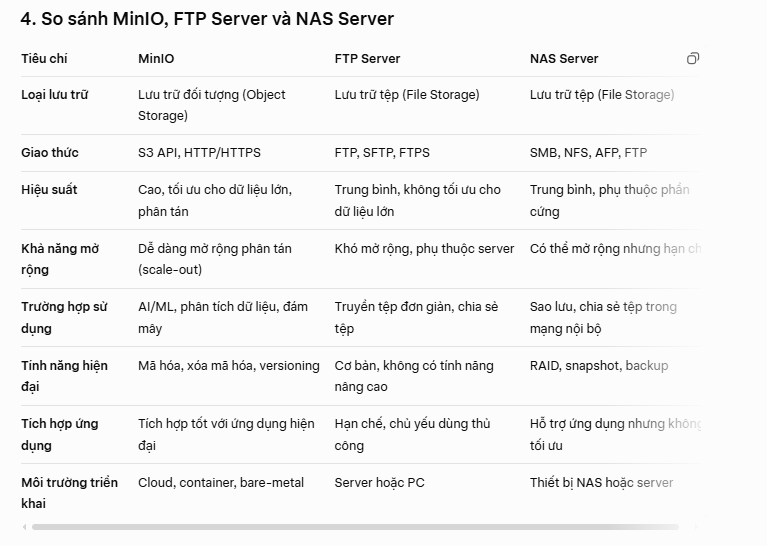 4. So sánh MinIO, FTP Server và NAS Server
Tiêu chí MinIO FTP Server NAS Server
Loại lưu trữ Lưu trữ đối tượng (Object Lưu trữ tệp (File Storage) Lưu trữ tệp (File Storage)
Storage)
Giao thức S3 API, HTTP/HTTPS FTP, SFTP, FTPS SMB, NFS, AFP, FTP
Hiệu suất Cao, tối ưu cho dữ liệu lớn, Trung bình, không tối ưu cho Trung bình, phụ thuộc phần
phân tán dữ liệu lớn cứng
Khả năng mở Dễ dàng mở rộng phân tán Khó mở rộng, phụ thuộc server Có thể mở rộng nhưng hạn
rộng (scale-out)
Trường hợp sử AI/ML, phân tích dữ liệu, đám Truyền tệp đơn giản, chia sẻ Sao lưu, chia sẻ tệp trong
dụng mây tệp mạng nội bộ
Tính năng hiện Mã hóa, xóa mã hóa, versioning Cơ bản, không có tính năng RAID, snapshot, backup
đại nâng cao
Tích hợp ứng Tích hợp tốt với ứng dụng hiện Hạn chế, chủ yếu dùng thủ Hỗ trợ ứng dụng nhưng không
dụng đại công tối ưu
Môi trường triển Cloud, container, bare-metal Server hoặc PC Thiết bị NAS hoặc server
khai